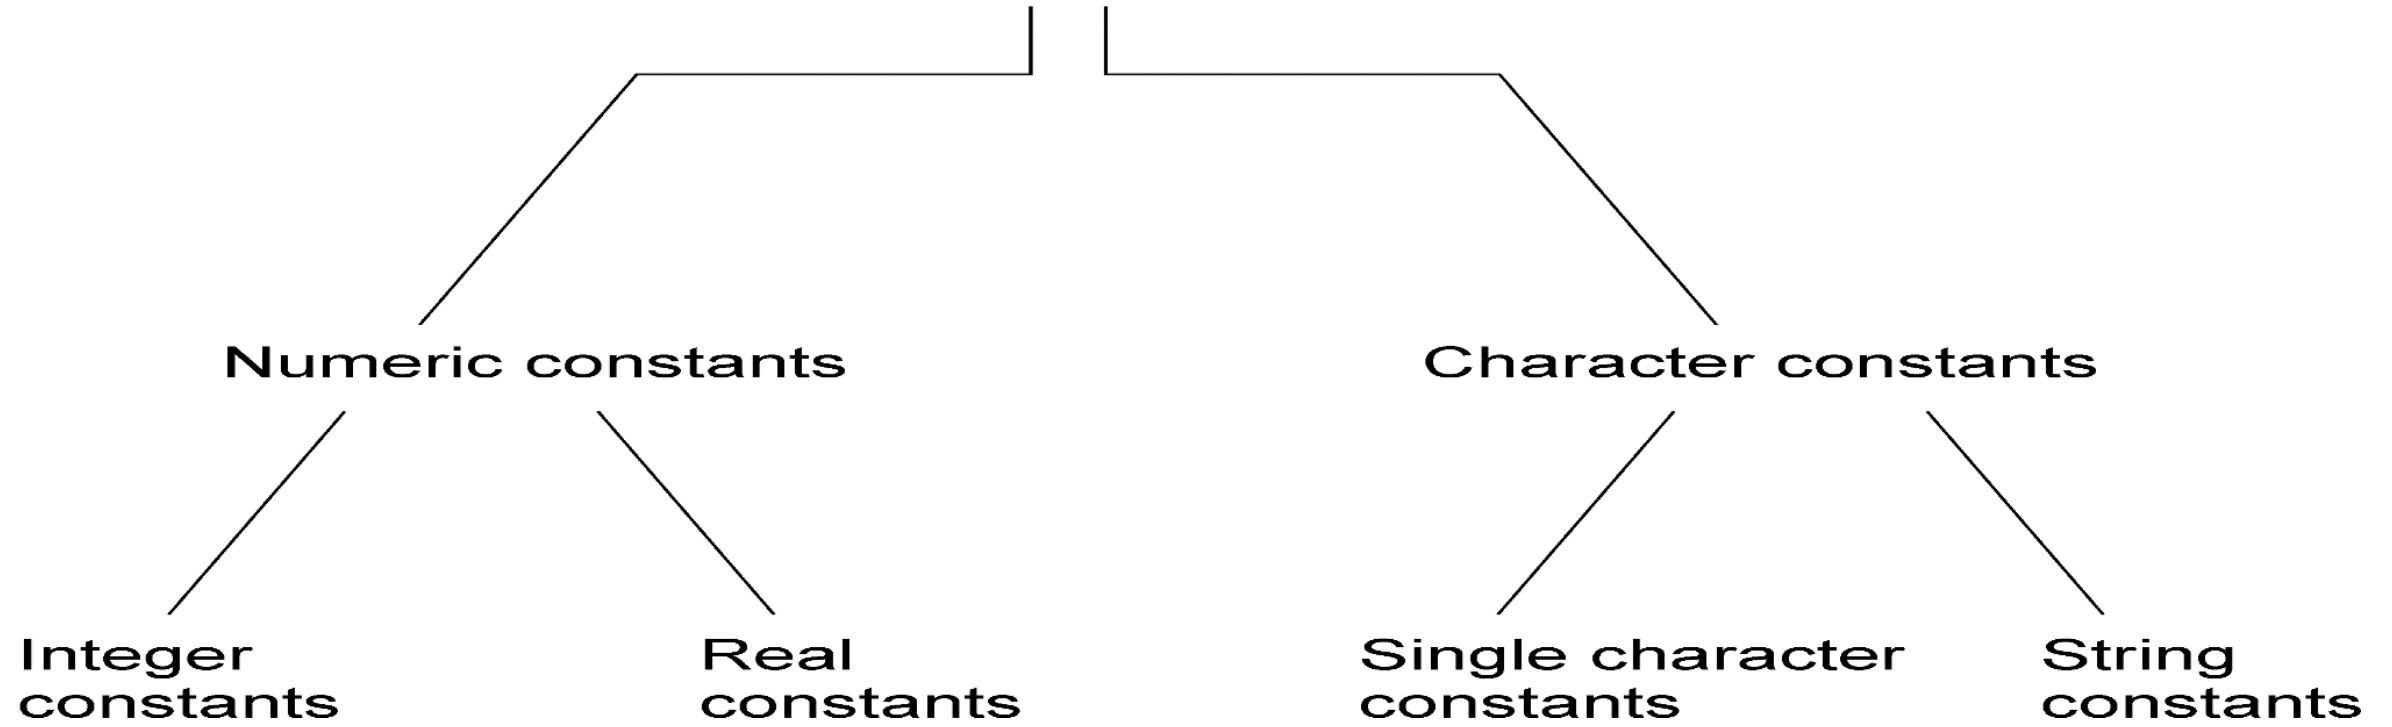 Numeric constants
Character constants
Integer
constants
Real
constants
Single character
constants
String
constants